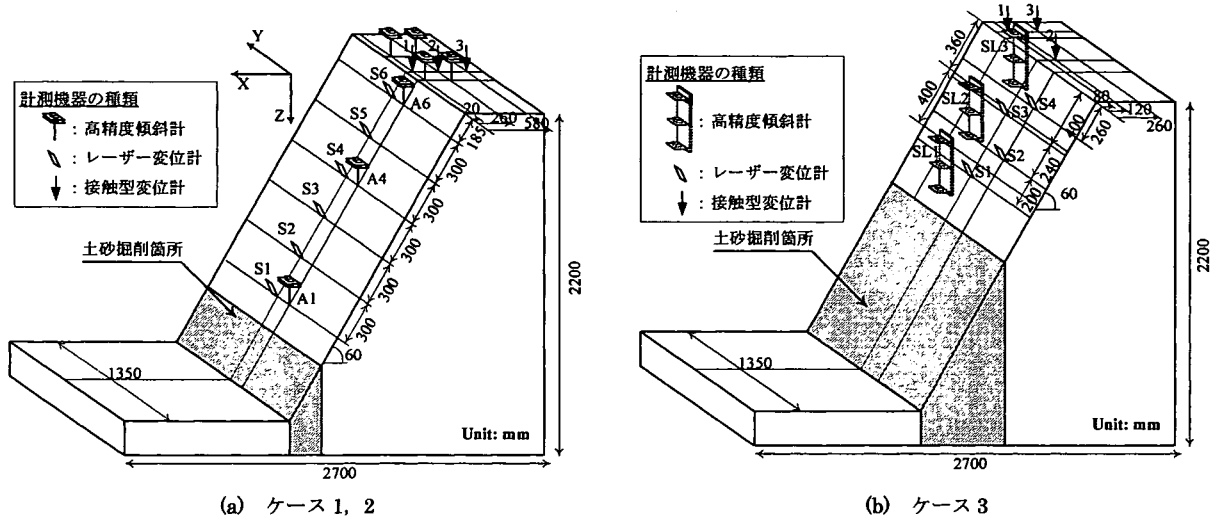 Y
X
Z
計測機器の種類
: 高精度傾斜計
: レーザー変位計
: 接触型変位計
1
2
3
S6
A6
S5
S4
A4
S3
S2
S1
A1
20
260
580
185
300
300
300
300
300
300
60
土砂掘削箇所
1350
2200
Unit: mm
2700
(a) ケース 1, 2
計測機器の種類
: 高精度傾斜計
: レーザー変位計
: 接触型変位計
1
3
2
360
400
SL3
SL2
SL1
S4
S3
S2
S1
80
120
260
260
400
240
200
60
土砂掘削箇所
1350
2200
Unit: mm
2700
(b) ケース 3